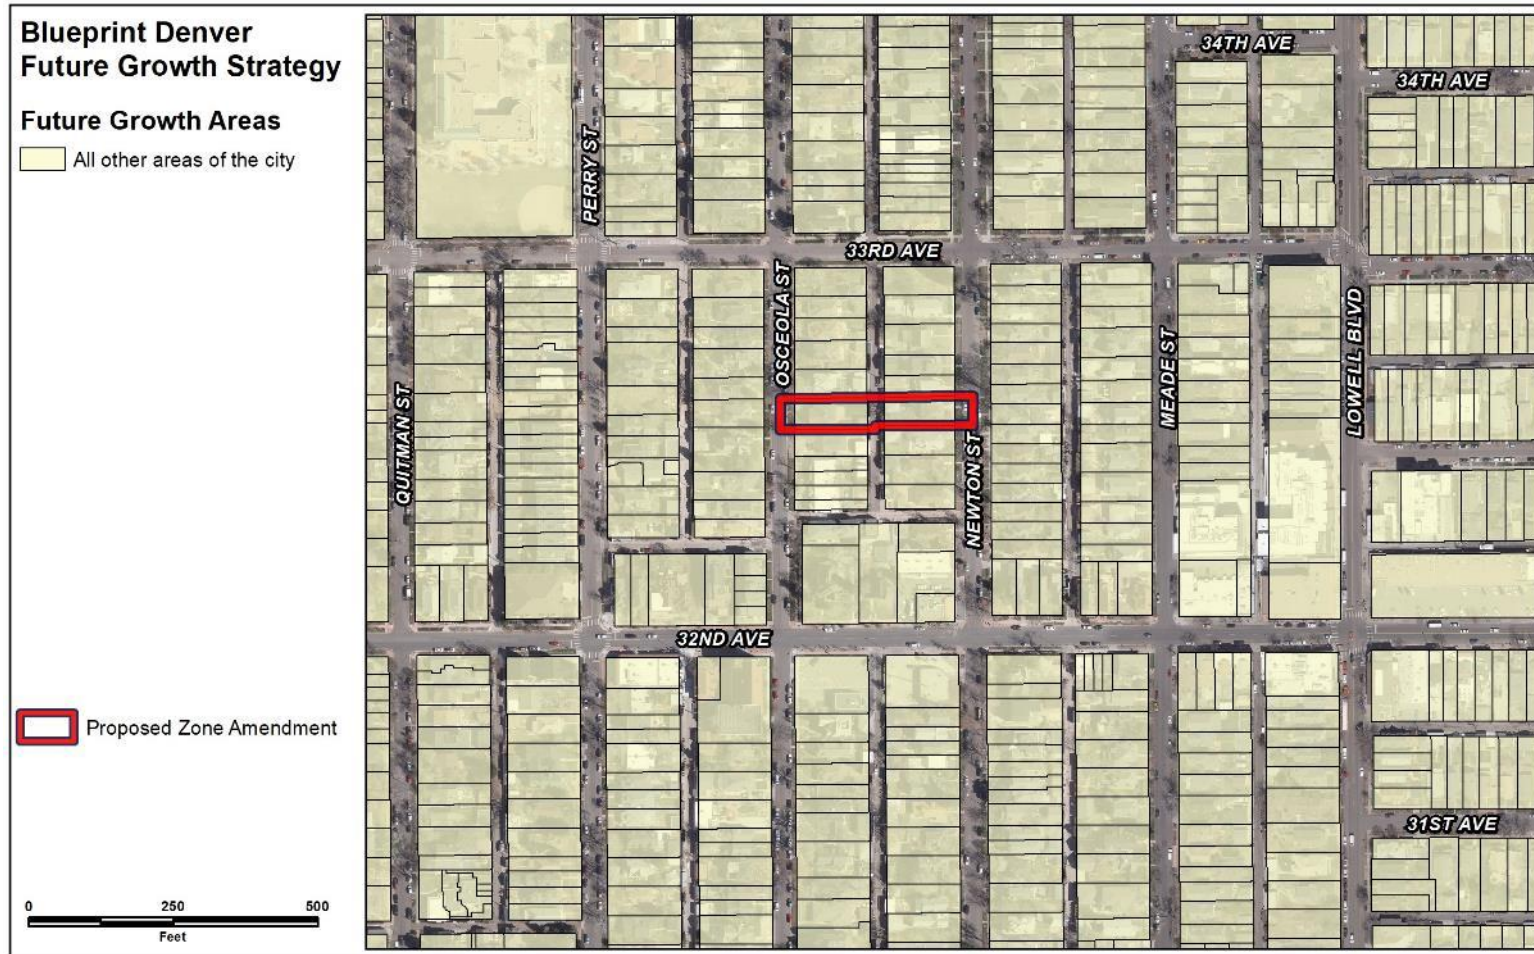 Blueprint Denver
Future Growth Strategy
Future Growth Areas
All other areas of the city
Proposed Zone Amendment
0 250 500
Feet
34TH AVE
34TH AVE
PERRY ST
33RD AVE
OSCEOLA ST
LOWELL BLVD
MEADE ST
QUITMAN ST
NEWTON ST
32ND AVE
31ST AVE